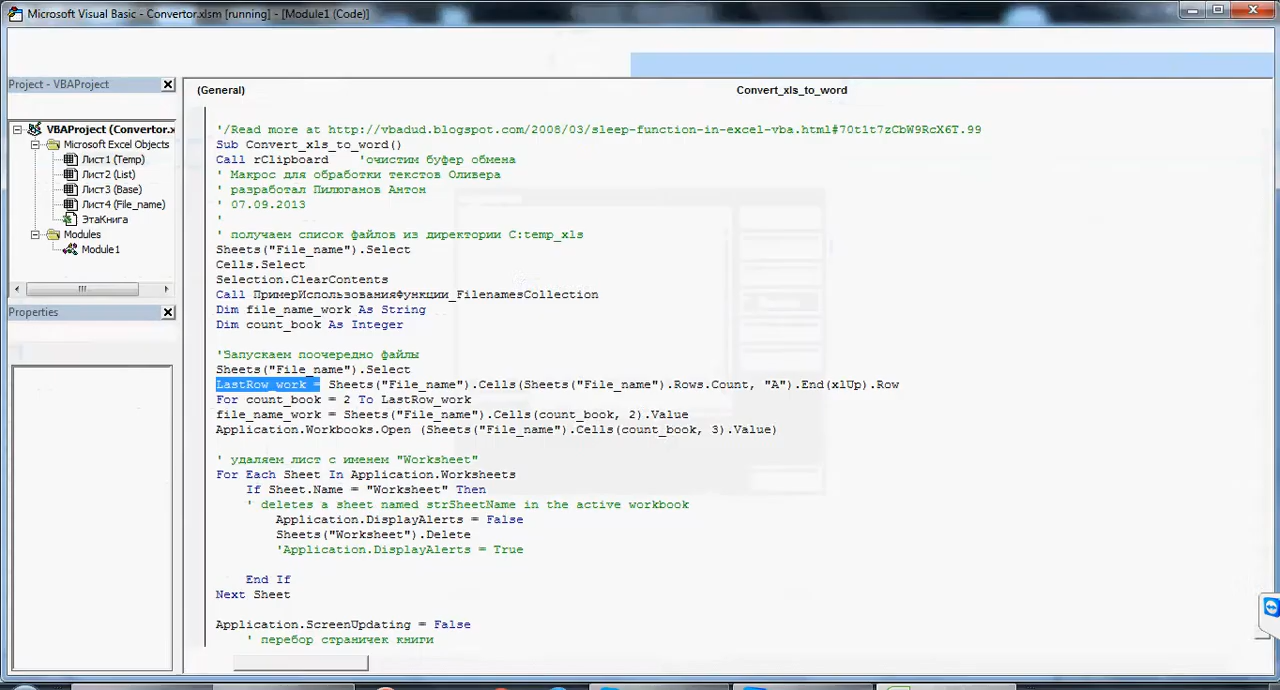 Microsoft Visual Basic - Convertor.xlsm [running] - [Module1 (Code)]
Project - VBAProject
VBAProject (Convertor.x
Microsoft Excel Objects
Лист1 (Temp)
Лист2 (List)
Лист3 (Base)
Лист4 (File_name)
ЭтаКнига
Modules
Module1
Properties
(General)
Convert_xls_to_word
'/Read more at http://vbadud.blogspot.com/2008/03/sleep-function-in-excel-vba.html#70t1t7zCbW9RcX6T.99
Sub Convert_xls_to_word()
Call rClipboard    'очистим буфер обмена
' Макрос для обработки текстов Оливера
' разработал Пилюганов Антон
' 07.09.2013
'
' получаем список файлов из директории C:temp_xls
Sheets("File_name").Select
Cells.Select
Selection.ClearContents
Call ПримерИспользованияФункции_FilenamesCollection
Dim file_name_work As String
Dim count_book As Integer
'Запускаем поочередно файлы
Sheets("File_name").Select
LastRow_work = Sheets("File_name").Cells(Sheets("File_name").Rows.Count, "A").End(xlUp).Row
For count_book = 2 To LastRow_work
file_name_work = Sheets("File_name").Cells(count_book, 2).Value
Application.Workbooks.Open (Sheets("File_name").Cells(count_book, 3).Value)
' удаляем лист с именем "Worksheet"
For Each Sheet In Application.Worksheets
If Sheet.Name = "Worksheet" Then
' deletes a sheet named strSheetName in the active workbook
Application.DisplayAlerts = False
Sheets("Worksheet").Delete
'Application.DisplayAlerts = True
End If
Next Sheet
Application.ScreenUpdating = False
' перебор страничек книги